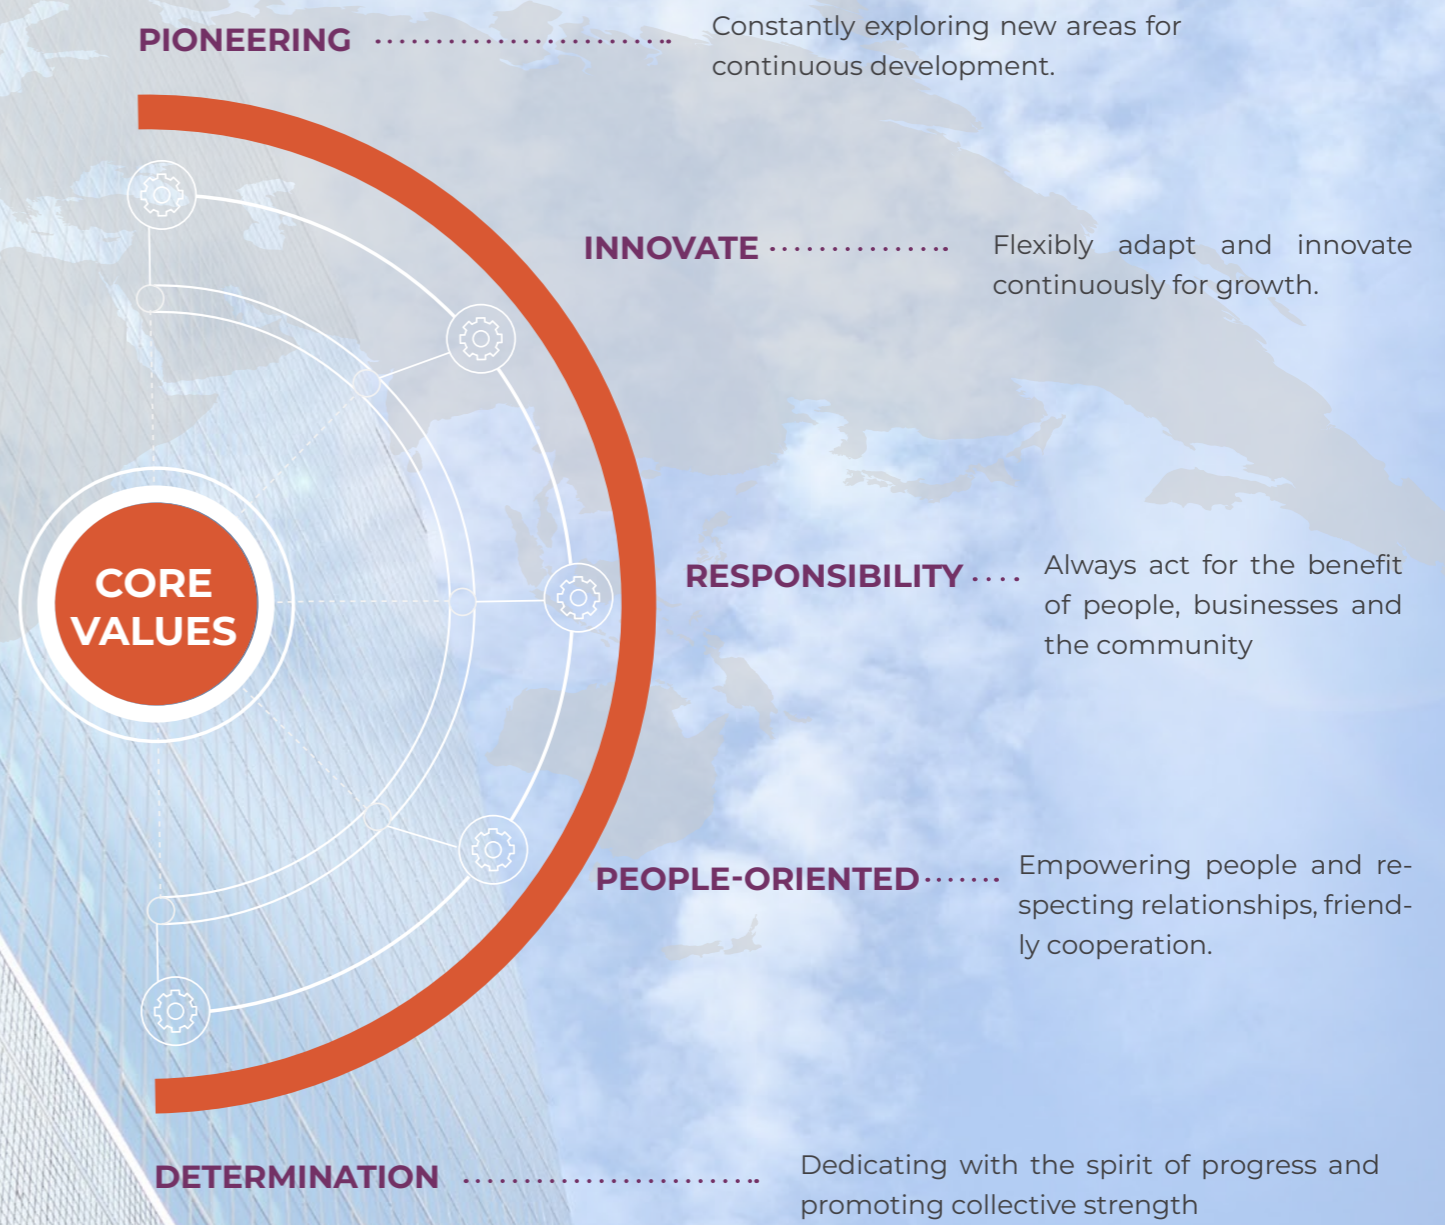 PIONEERING
Constantly exploring new areas for
continuous development.
INNOVATE
Flexibly adapt and innovate
continuously for growth.
CORE
VALUES
RESPONSIBILITY
Always act for the benefit
of people, businesses and
the community
PEOPLE-ORIENTED
Empowering people and re-
specting relationships, friend-
ly cooperation.
DETERMINATION
Dedicating with the spirit of progress and
promoting collective strength